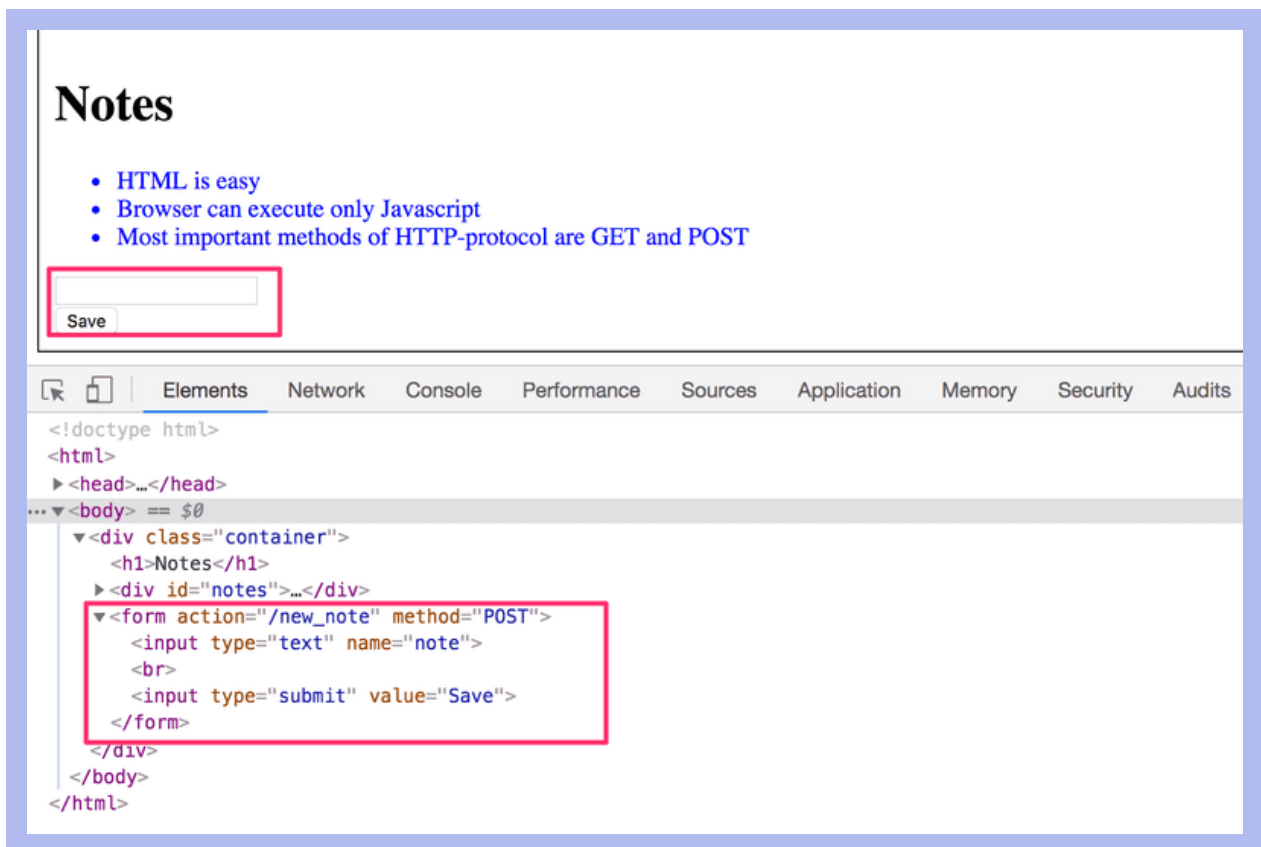 Notes
• HTML is easy
• Browser can execute only Javascript
• Most important methods of HTTP-protocol are GET and POST
Save
Elements Network Console Performance Sources Application Memory Security Audits
<!doctype html>
<html>
▶<head>…</head>
…▼<body> == $0
▼<div class="container">
<h1>Notes</h1>
▶<div id="notes">…</div>
▼<form action="/new_note" method="POST">
<input type="text" name="note">
<br>
<input type="submit" value="Save">
</form>
</div>
</body>
</html>